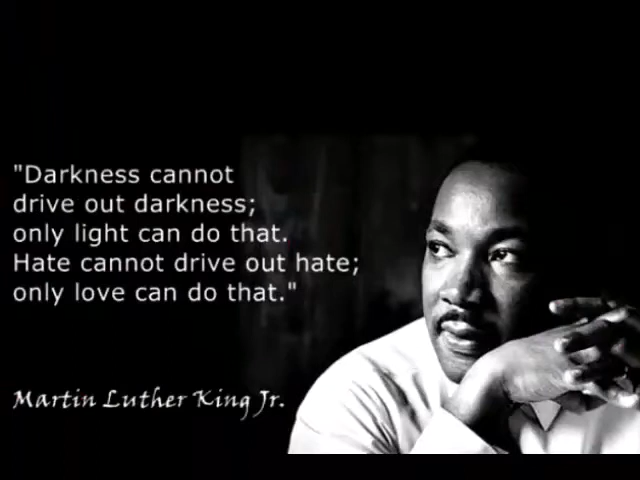 "Darkness cannot
drive out darkness;
only light can do that.
Hate cannot drive out hate;
only love can do that."
Martin Luther King Jr.